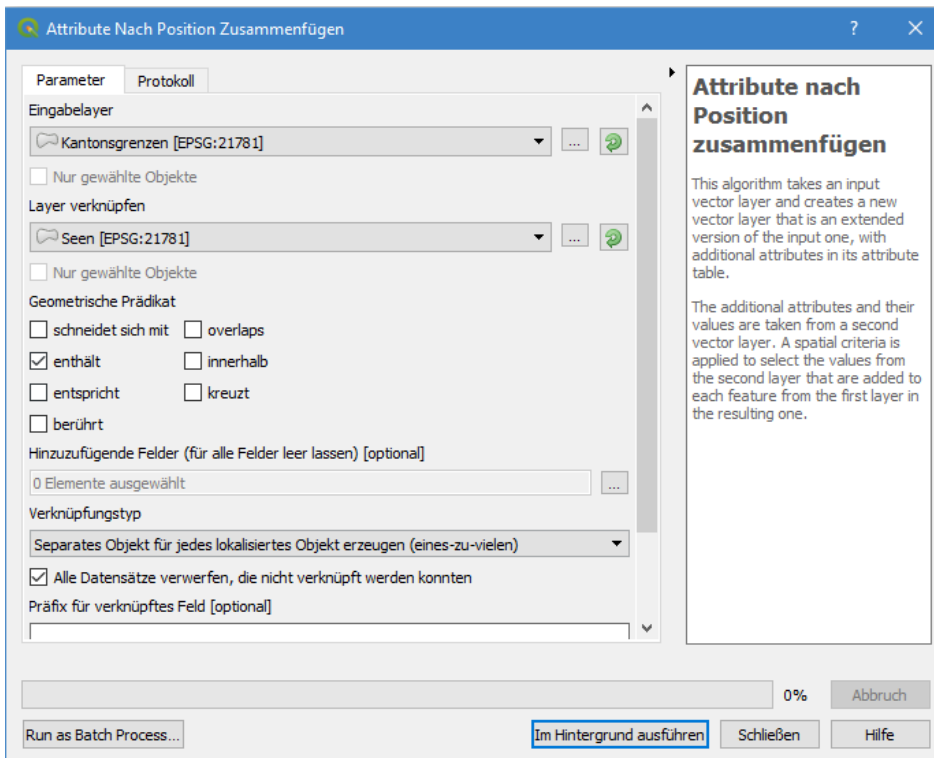 Attribute Nach Position Zusammenfügen
Parameter
Protokoll
Eingabelayer
Kantonsgrenzen [EPSG:21781]
...
Nur gewählte Objekte
Layer verknüpfen
Seen [EPSG:21781]
...
Nur gewählte Objekte
Geometrische Prädikat
schneidet sich mit
overlaps
enthält
innerhalb
entspricht
kreuzt
berührt
Hinzuzufügende Felder (für alle Felder leer lassen) [optional]
0 Elemente ausgewählt
...
Verknüpfungstyp
Separates Objekt für jedes lokalisiertes Objekt erzeugen (eines-zu-vielen)
Alle Datensätze verwerfen, die nicht verknüpft werden konnten
Präfix für verknüpftes Feld [optional]
Attribute nach
Position
zusammenfügen
This algorithm takes an input
vector layer and creates a new
vector layer that is an extended
version of the input one, with
additional attributes in its attribute
table.
The additional attributes and their
values are taken from a second
vector layer. A spatial criteria is
applied to select the values from
the second layer that are added to
each feature from the first layer in
the resulting one.
0%
Abbruch
Run as Batch Process...
Im Hintergrund ausführen
Schließen
Hilfe